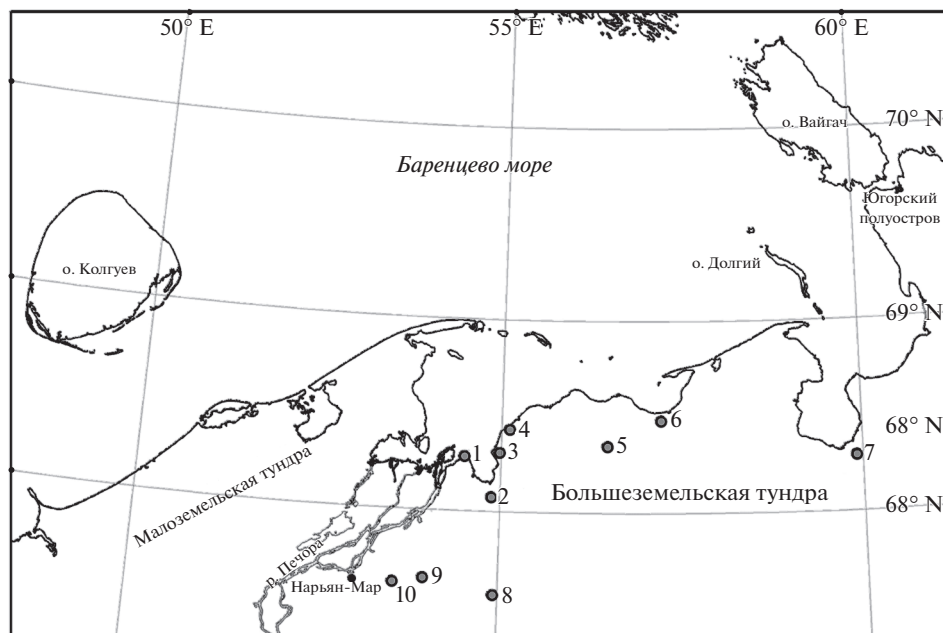 50° E 55° E 60° E
70° N
о. Вайгач
Баренцево море
Югорский
полуостров
о. Колгуев
о. Долгий
69° N
6
4
68° N
1
3
5
7
Малоземельская тундра
2
Большеземельская тундра
68° N
р. Печора
9
Нарьян-Мар
10
8